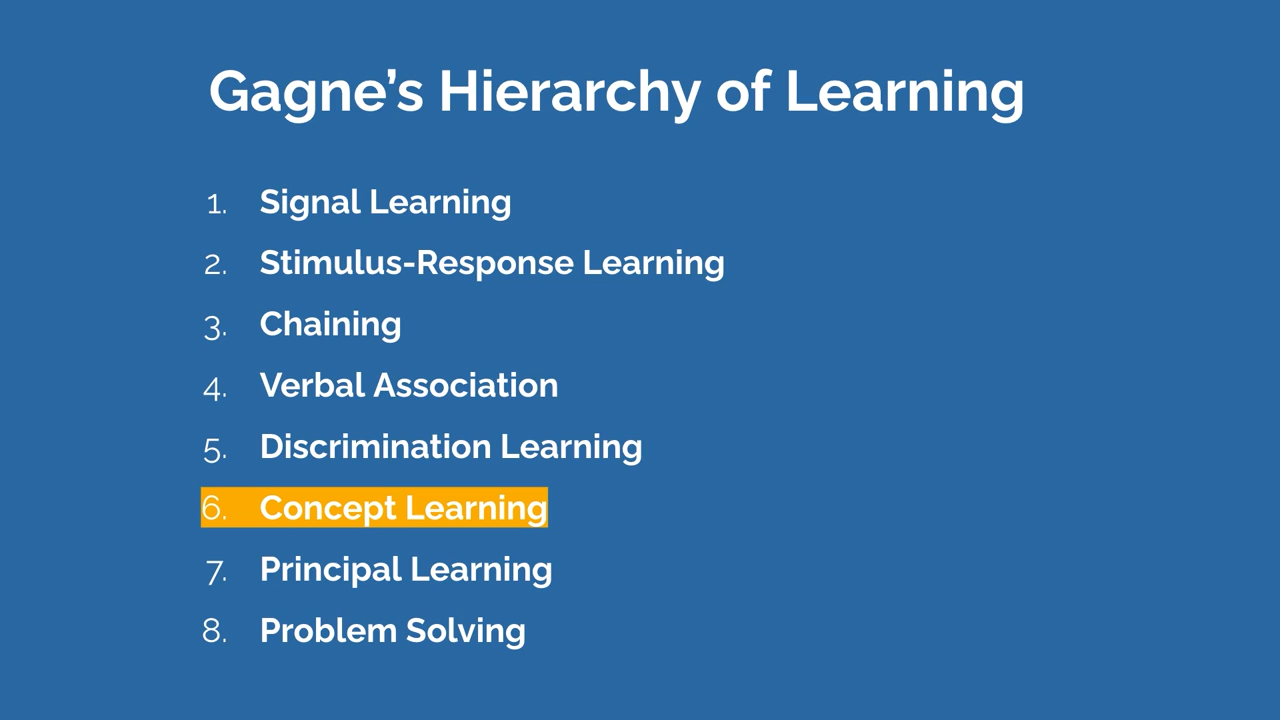 Gagne’s Hierarchy of Learning
1. Signal Learning
2. Stimulus-Response Learning
3. Chaining
4. Verbal Association
5. Discrimination Learning
6. Concept Learning
7. Principal Learning
8. Problem Solving